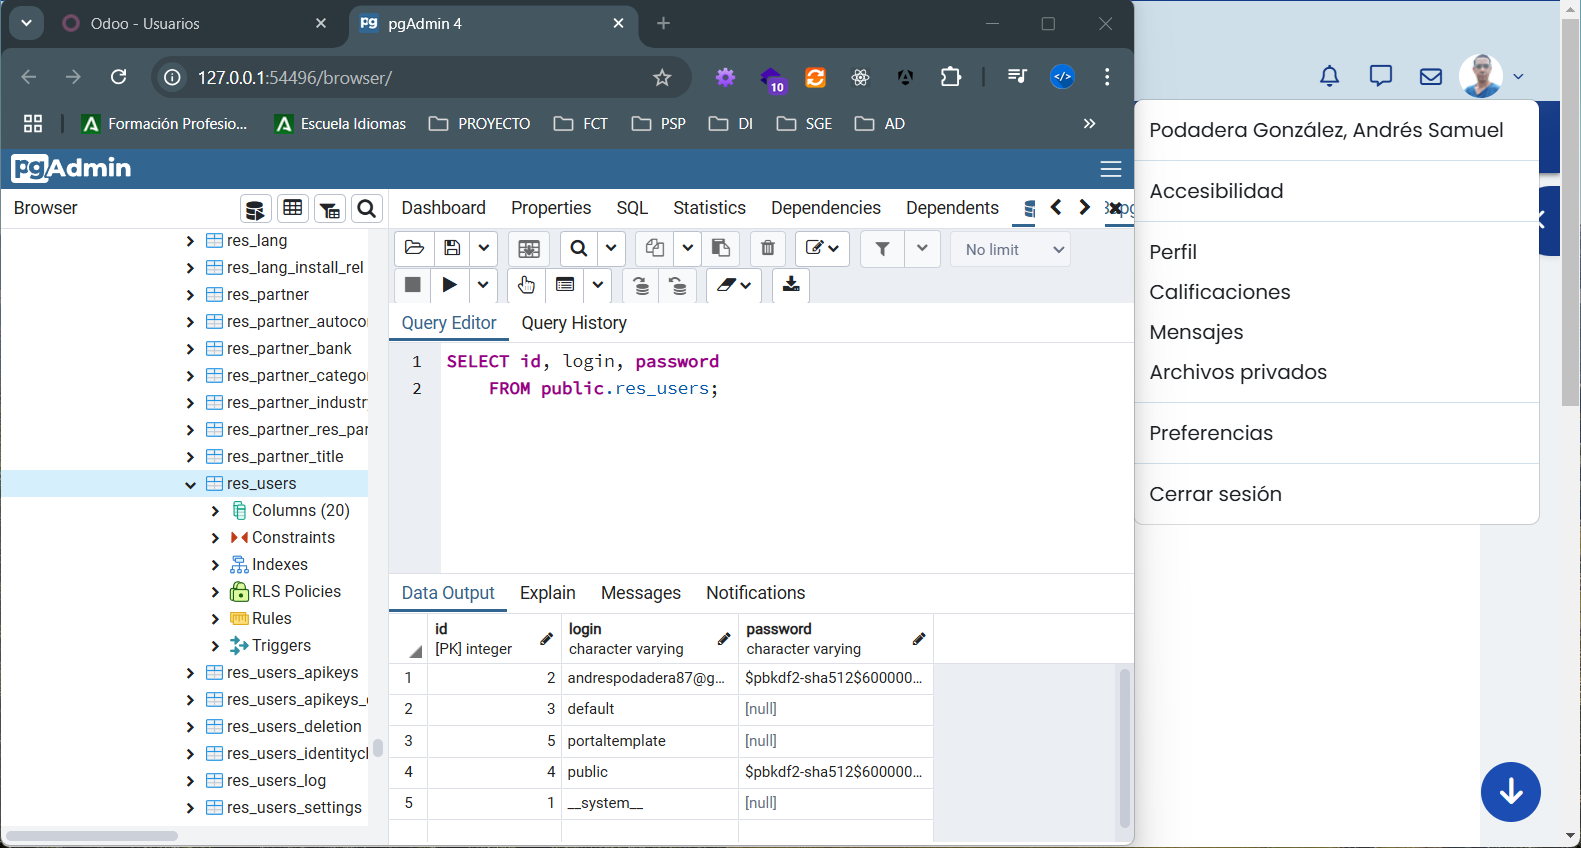 Odoo - Usuarios
pgAdmin 4
127.0.0.1:54496/browser/
10
Formación Profesio...
Escuela Idiomas
PROYECTO
FCT
PSP
DI
SGE
AD
pgAdmin
Browser
res_lang
res_lang_install_rel
res_partner
res_partner_autoco
res_partner_bank
res_partner_catego
res_partner_industr
res_partner_res_par
res_partner_title
res_users
Columns (20)
Constraints
Indexes
RLS Policies
Rules
Triggers
res_users_apikeys
res_users_apikeys_
res_users_deletion
res_users_identitycl
res_users_log
res_users_settings
Dashboard Properties SQL Statistics Dependencies Dependents
No limit
Query Editor Query History
1 SELECT id, login, password
2 FROM public.res_users;
Data Output Explain Messages Notifications
id [PK] integer login character varying password character varying
1 2 andrespodadera87@g... $pbkdf2-sha512$600000...
2 3 default [null]
3 5 portaltemplate [null]
4 4 public $pbkdf2-sha512$600000...
5 1 __system__ [null]
Podadera González, Andrés Samuel
Accesibilidad
Perfil
Calificaciones
Mensajes
Archivos privados
Preferencias
Cerrar sesión